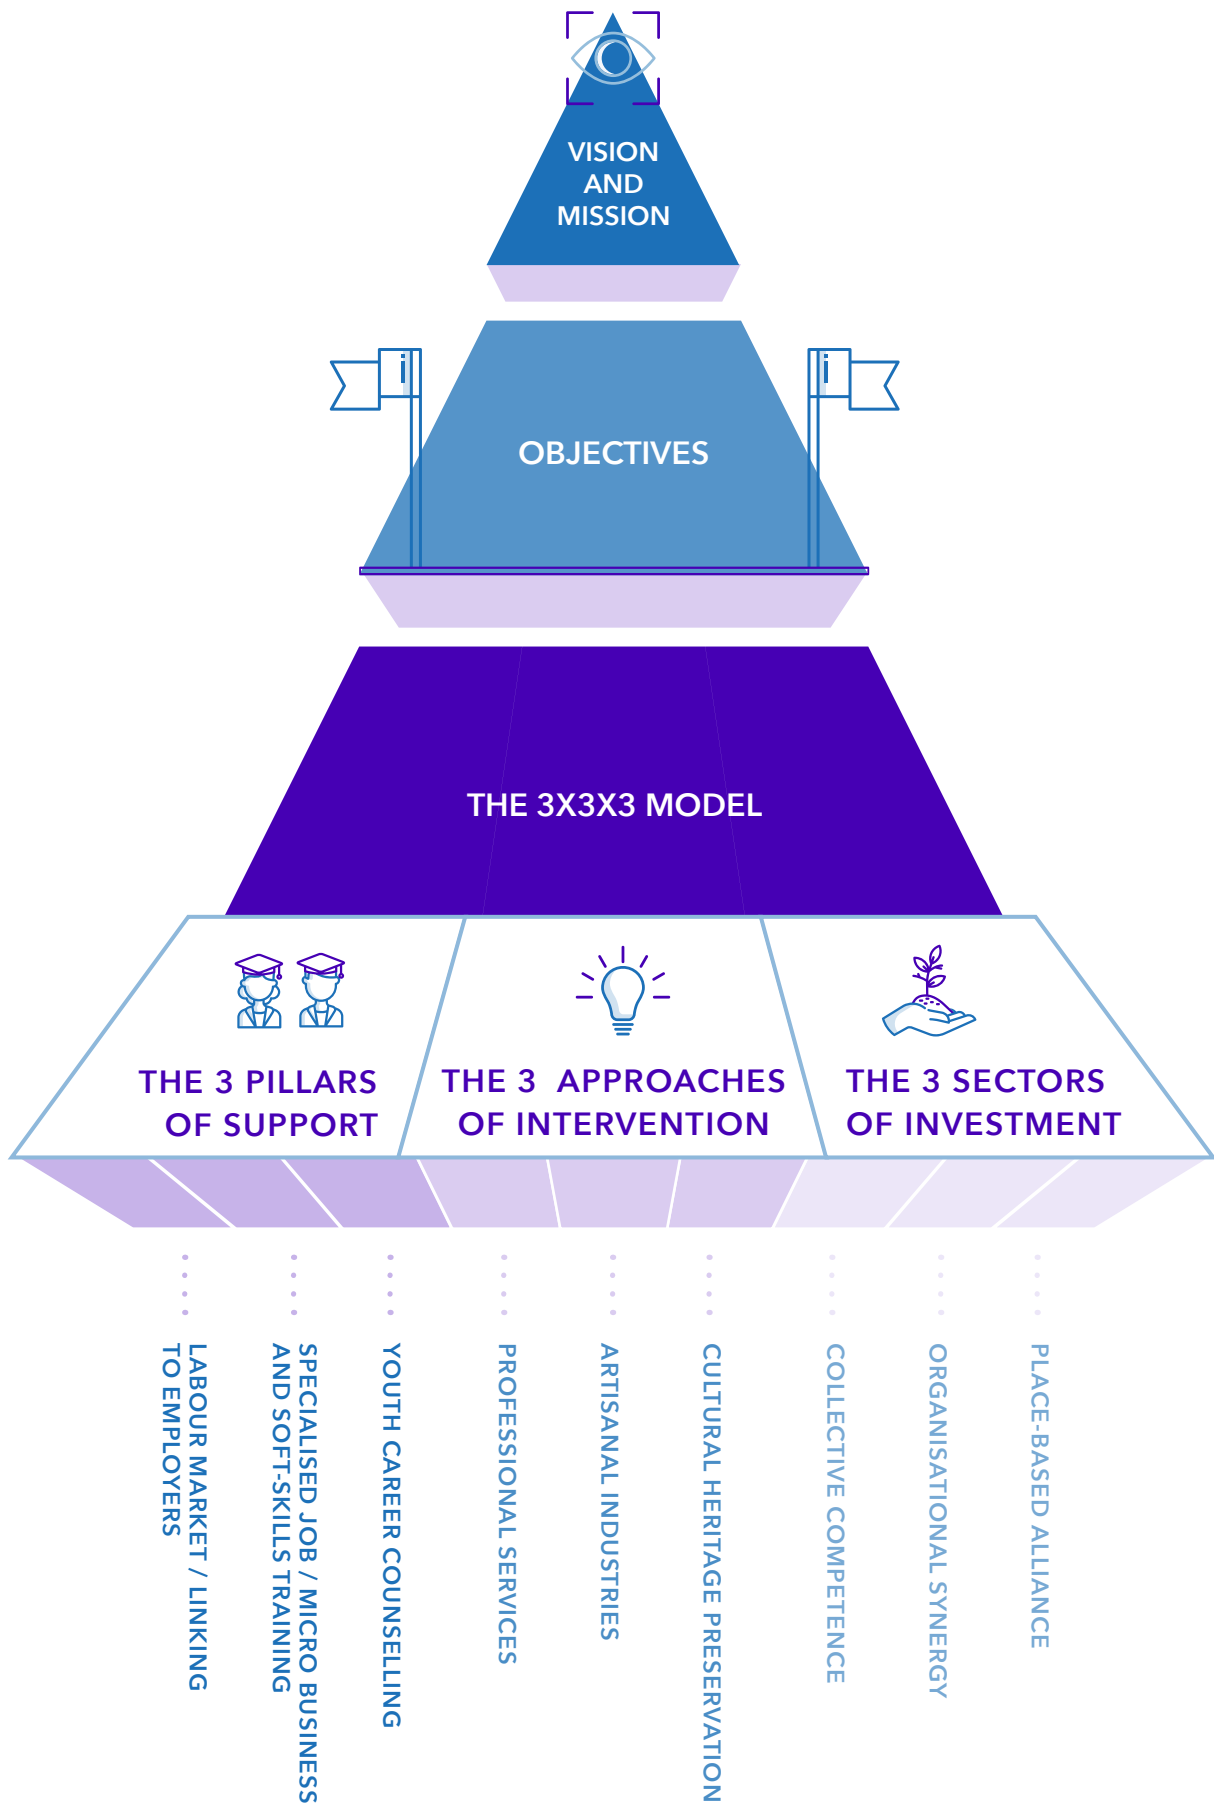 VISION
AND
MISSION
i
i
OBJECTIVES
THE 3X3X3 MODEL
THE 3 PILLARS
OF SUPPORT
THE 3 APPROACHES
OF INTERVENTION
THE 3 SECTORS
OF INVESTMENT
LABOUR MARKET / LINKING
TO EMPLOYERS
SPECIALISED JOB / MICRO BUSINESS
AND SOFT-SKILLS TRAINING
YOUTH CAREER COUNSELLING
PROFESSIONAL SERVICES
ARTISANAL INDUSTRIES
CULTURAL HERITAGE PRESERVATION
COLLECTIVE COMPETENCE
ORGANISATIONAL SYNERGY
PLACE-BASED ALLIANCE